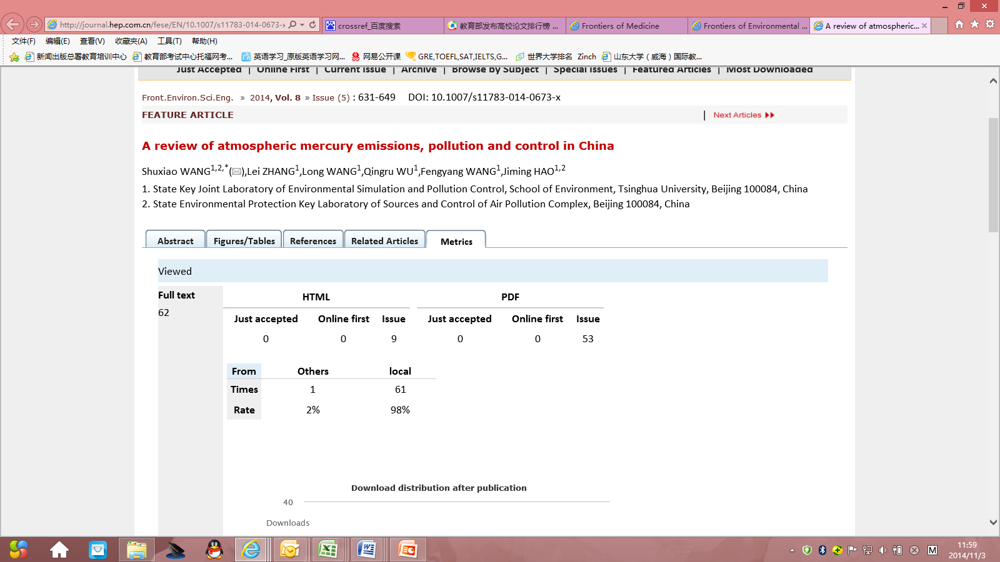 http://journal.hep.com.cn/fese/EN/10.1007/s11783-014-0673-x
crossref_百度搜索
教育部发布高校论文排行榜 ...
Frontiers of Medicine
Frontiers of Environmental ...
A review of atmospheric...
文件(F) 编辑(E) 查看(V) 收藏夹(A) 工具(T) 帮助(H)
新闻出版总署教育培训中心 教育部考试中心托福网考... 英语学习_原版英语学习网... 网易公开课 GRE,TOEFL,SAT,IELTS,G... 世界大学排名 Zinch 山东大学（威海）国际教...
Just Accepted | Online First | Current Issue | Archive | Browse by Subject | Special Issues | Featured Articles | Most Downloaded
Front.Environ.Sci.Eng. » 2014, Vol. 8 » Issue (5) : 631-649 DOI: 10.1007/s11783-014-0673-x
FEATURE ARTICLE | Next Articles
A review of atmospheric mercury emissions, pollution and control in China
Shuxiao WANG1,2,*(✉),Lei ZHANG1,Long WANG1,Qingru WU1,Fengyang WANG1,Jiming HAO1,2
1. State Key Joint Laboratory of Environmental Simulation and Pollution Control, School of Environment, Tsinghua University, Beijing 100084, China
2. State Environmental Protection Key Laboratory of Sources and Control of Air Pollution Complex, Beijing 100084, China
Abstract Figures/Tables References Related Articles Metrics
Viewed
Full text HTML PDF
62
Just accepted Online first Issue Just accepted Online first Issue
0 0 9 0 0 53
From Others local
Times 1 61
Rate 2% 98%
Download distribution after publication
40
Downloads
M
11:59
2014/11/3